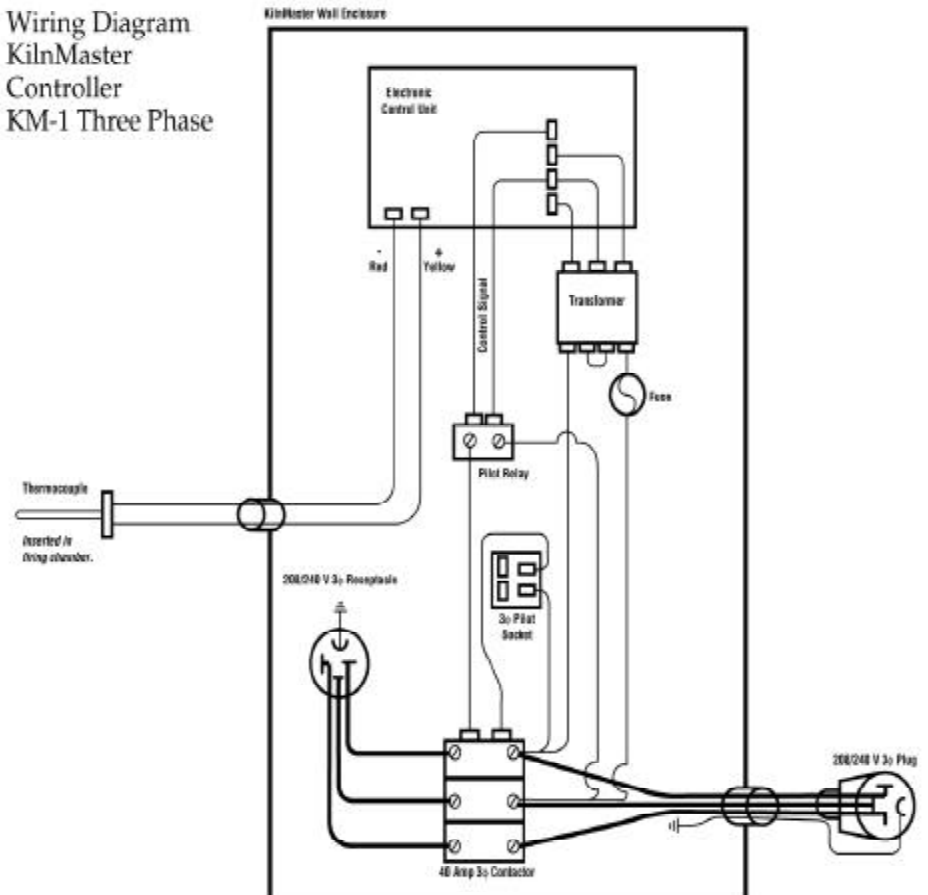 Wiring Diagram
KilnMaster
Controller
KM-1 Three Phase
KilnMaster Wall Enclosure
Electronic
Control Unit
-
Red
+
Yellow
Control Signal
Transformer
Fuse
Pilot Relay
Thermocouple
Inserted in
firing chamber.
208/240 V 3ϕ Receptacle
3ϕ Pilot
Socket
208/240 V 3ϕ Plug
40 Amp 3ϕ Contactor